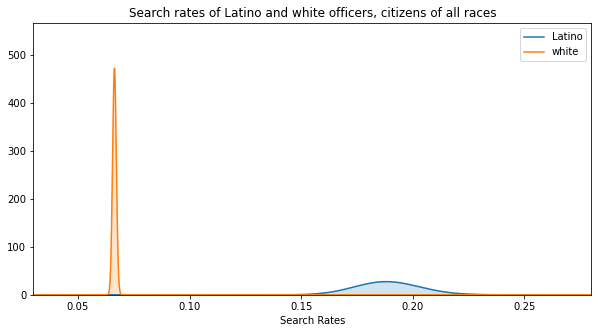 Search rates of Latino and white officers, citizens of all races
Latino
white
500
400
300
200
100
0
0.05 0.10 0.15 0.20 0.25
Search Rates